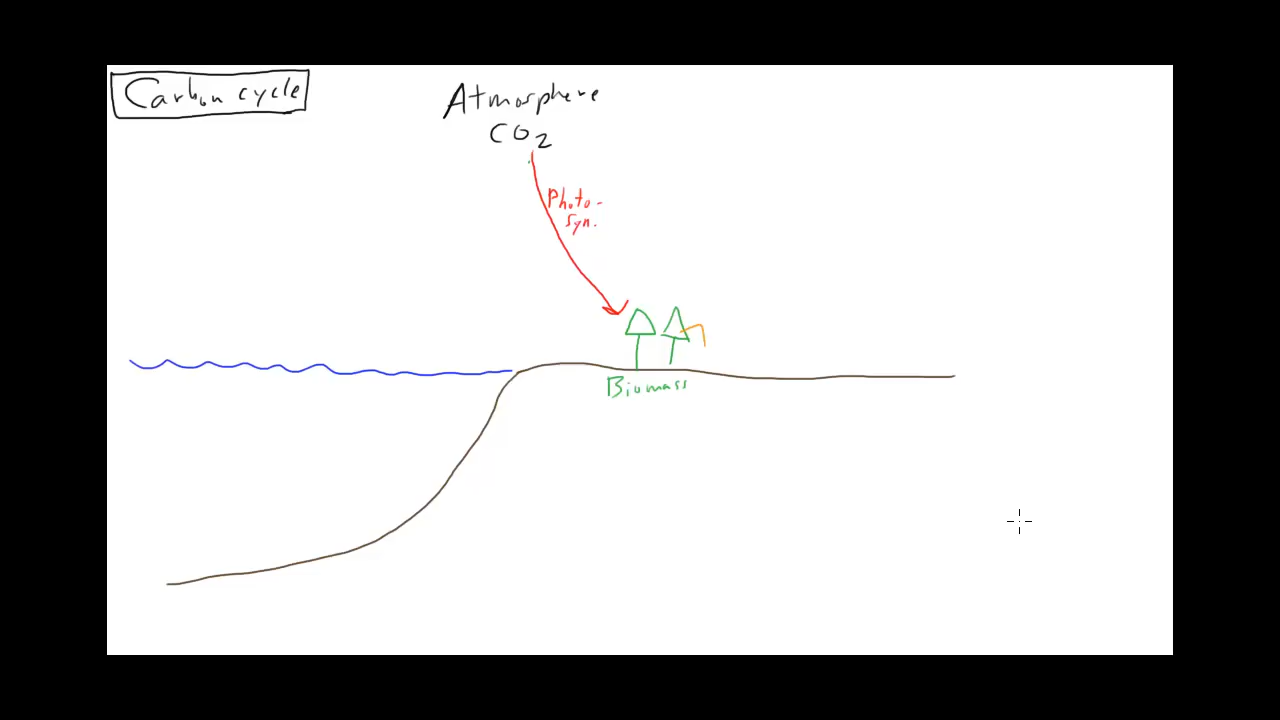 Carbon cycle
Atmosphere
CO2
Photo-
syn.
Biomass